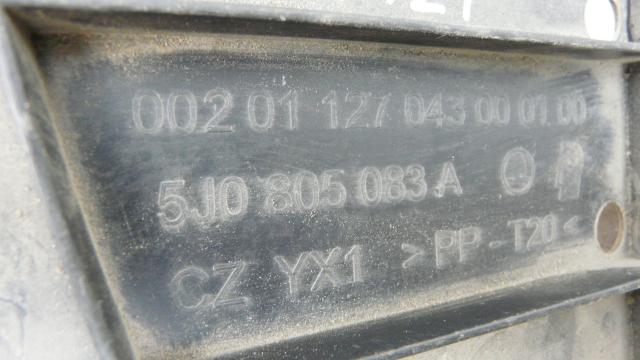 002 01 127 043 00 01 00
5J0 805 083 A
CZ YX1 >PP-T20<